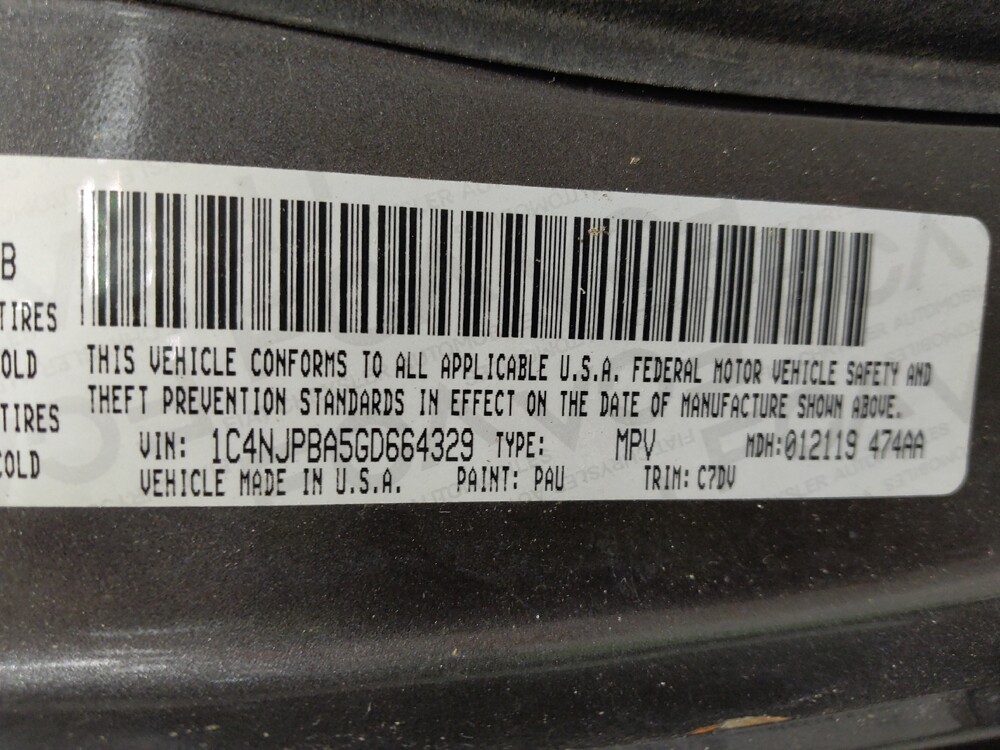 B
TIRES
OLD
TIRES
COLD
THIS VEHICLE CONFORMS TO ALL APPLICABLE U.S.A. FEDERAL MOTOR VEHICLE SAFETY AND
THEFT PREVENTION STANDARDS IN EFFECT ON THE DATE OF MANUFACTURE SHOWN ABOVE.
VIN: 1C4NJPBA5GD664329 TYPE: MPV MDH:012119 474AA
VEHICLE MADE IN U.S.A. PAINT: PAU TRIM: C7DV